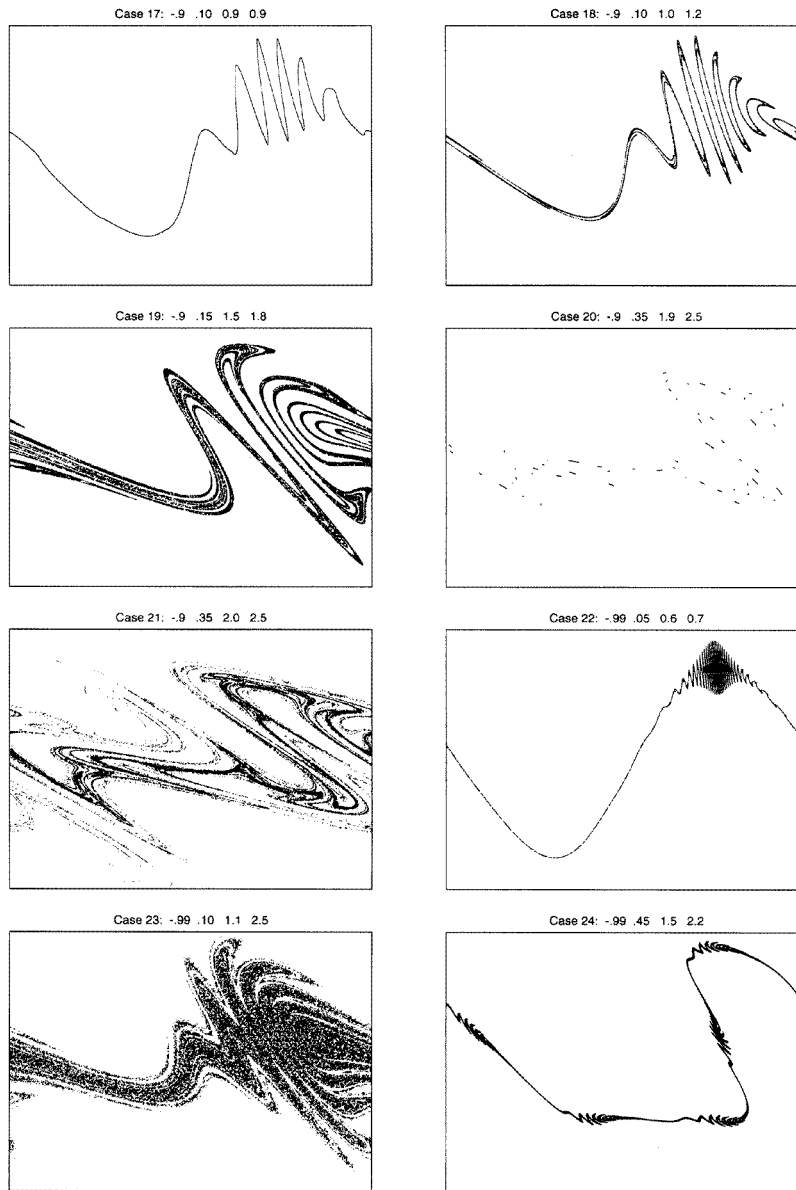 Case 17: -.9 .10 0.9 0.9
Case 18: -.9 .10 1.0 1.2
Case 19: -.9 .15 1.5 1.8
Case 20: -.9 .35 1.9 2.5
Case 21: -.9 .35 2.0 2.5
Case 22: -.99 .05 0.6 0.7
Case 23: -.99 .10 1.1 2.5
Case 24: -.99 .45 1.5 2.2